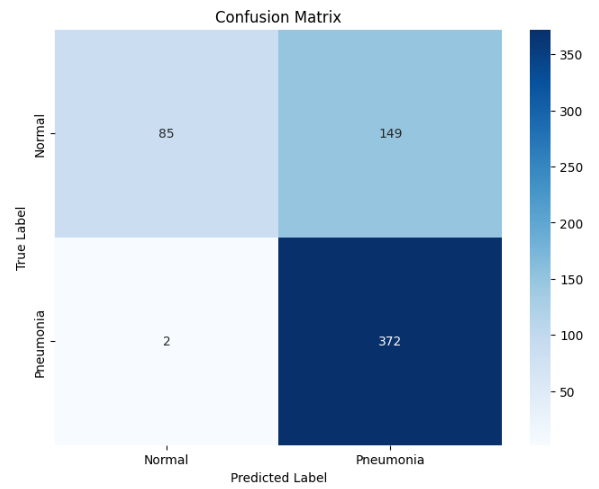 Confusion Matrix
True Label
Normal
85
149
Pneumonia
2
372
Normal
Pneumonia
Predicted Label
350
300
250
200
150
100
50